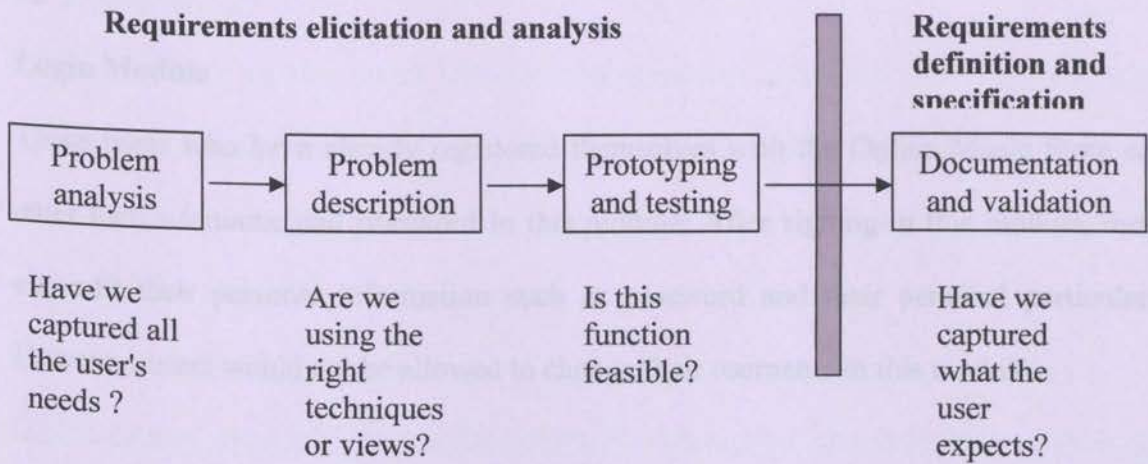 Requirements elicitation and analysis
Requirements
definition and
specification
Problem
analysis
Problem
description
Prototyping
and testing
Documentation
and validation
Have we
captured all
the user's
needs ?
Are we
using the
right
techniques
or views?
Is this
function
feasible?
Have we
captured
what the
user
expects?